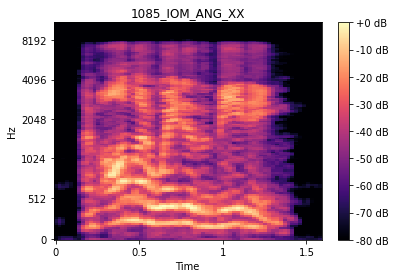 1085_IOM_ANG_XX
8192
4096
2048
1024
512
0
Hz
0
0.5
1
1.5
Time
+0 dB
-10 dB
-20 dB
-30 dB
-40 dB
-50 dB
-60 dB
-70 dB
-80 dB